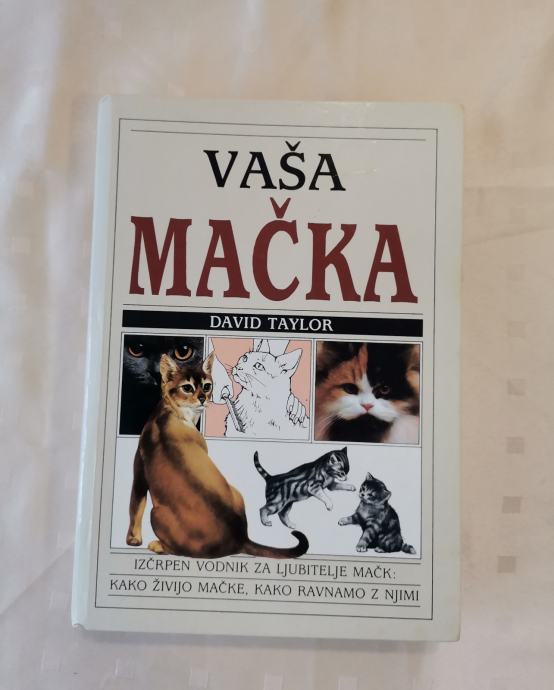 VAŠA
MAČKA
DAVID TAYLOR
IZČRPEN VODNIK ZA LJUBITELJE MAČK:
KAKO ŽIVIJO MAČKE, KAKO RAVNAMO Z NJIMI